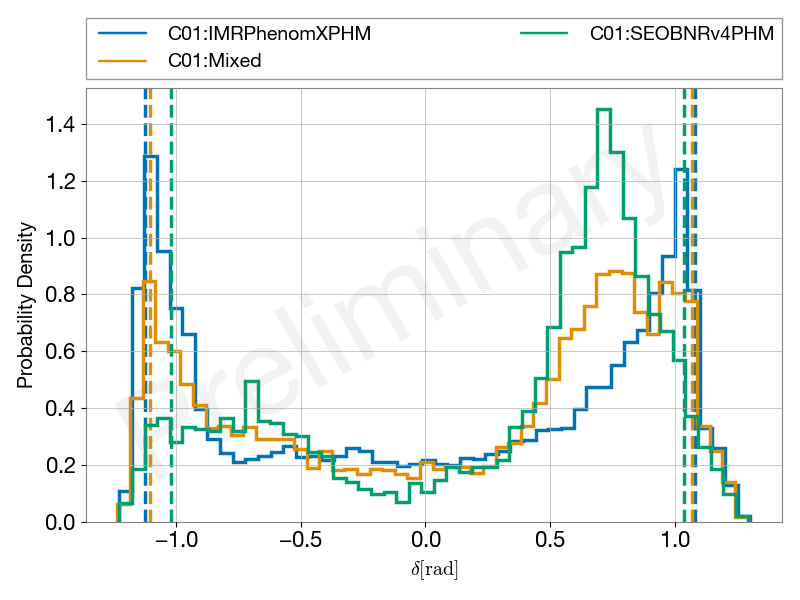 C01:IMRPhenomXPHM
C01:Mixed
C01:SEOBNRv4PHM
Preliminary
Probability Density
1.4
1.2
1.0
0.8
0.6
0.4
0.2
0.0
−1.0 −0.5 0.0 0.5 1.0
δ[rad]